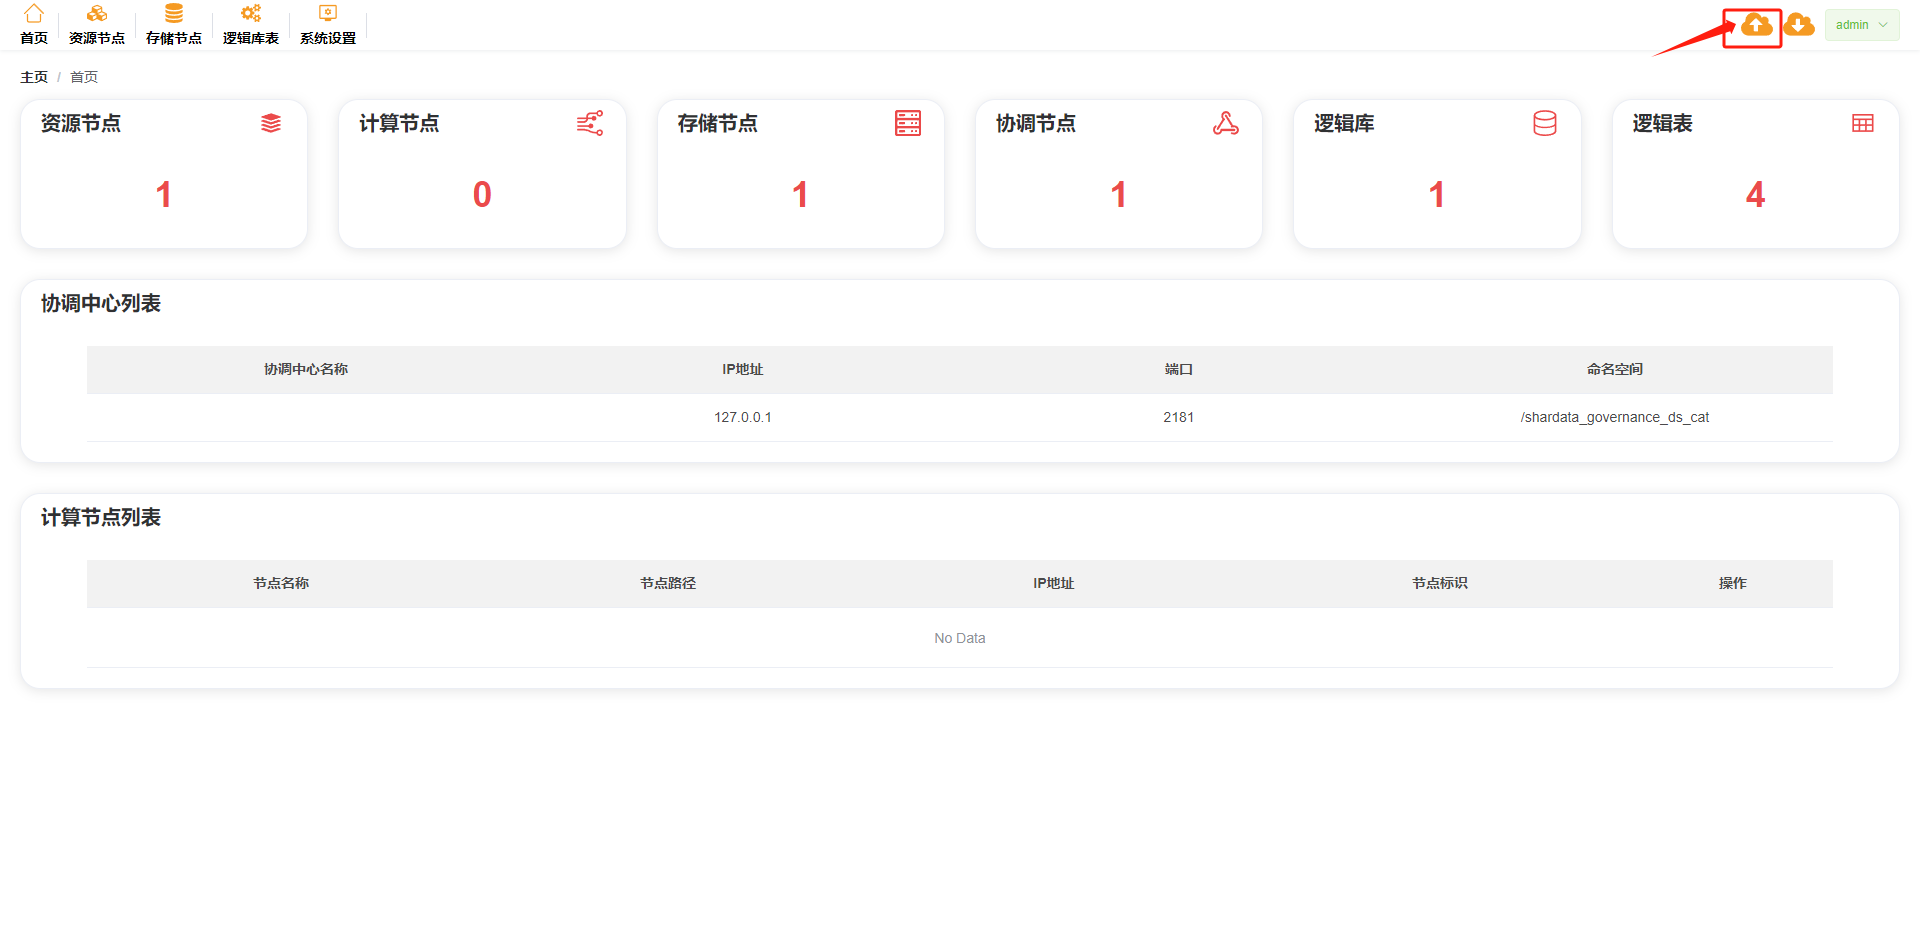 首页
资源节点
存储节点
逻辑库表
系统设置
admin
主页 / 首页
资源节点
1
计算节点
0
存储节点
1
协调节点
1
逻辑库
1
逻辑表
4
协调中心列表
协调中心名称 IP地址 端口 命名空间
127.0.0.1 2181 /shardata_governance_ds_cat
计算节点列表
节点名称 节点路径 IP地址 节点标识 操作
No Data